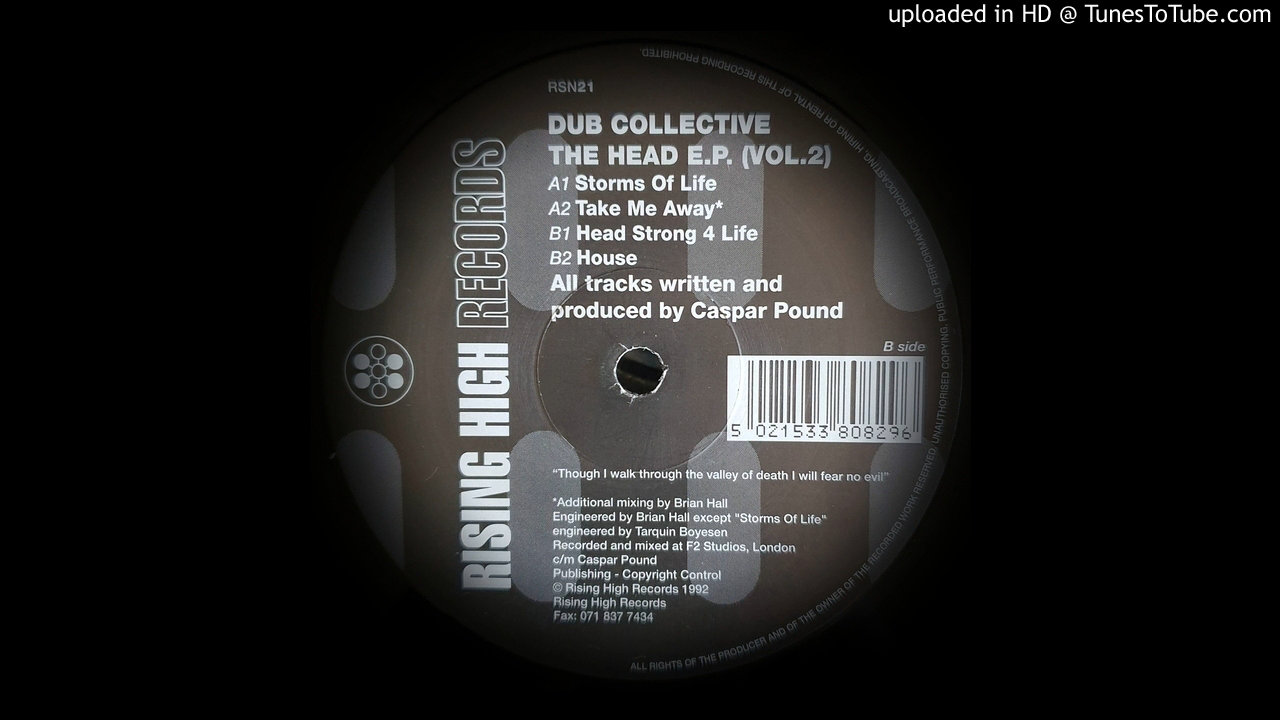 uploaded in HD @ TunesToTube.com
RSN21
DUB COLLECTIVE
THE HEAD E.P. (VOL.2)
A1 Storms Of Life
A2 Take Me Away*
B1 Head Strong 4 Life
B2 House
All tracks written and
produced by Caspar Pound
RISING HIGH RECORDS
B side
5 021533 808296
“Though I walk through the valley of death I will fear no evil”
*Additional mixing by Brian Hall
Engineered by Brian Hall except "Storms Of Life"
engineered by Tarquin Boyesen
Recorded and mixed at F2 Studios, London
c/m Caspar Pound
Publishing - Copyright Control
© Rising High Records 1992
Rising High Records
Fax: 071 837 7434
ALL RIGHTS OF THE PRODUCER AND OF THE OWNER OF THE RECORDED WORK RESERVED. UNAUTHORISED COPYING, PUBLIC PERFORMANCE BROADCASTING, HIRING OR RENTAL OF THIS RECORDING PROHIBITED.